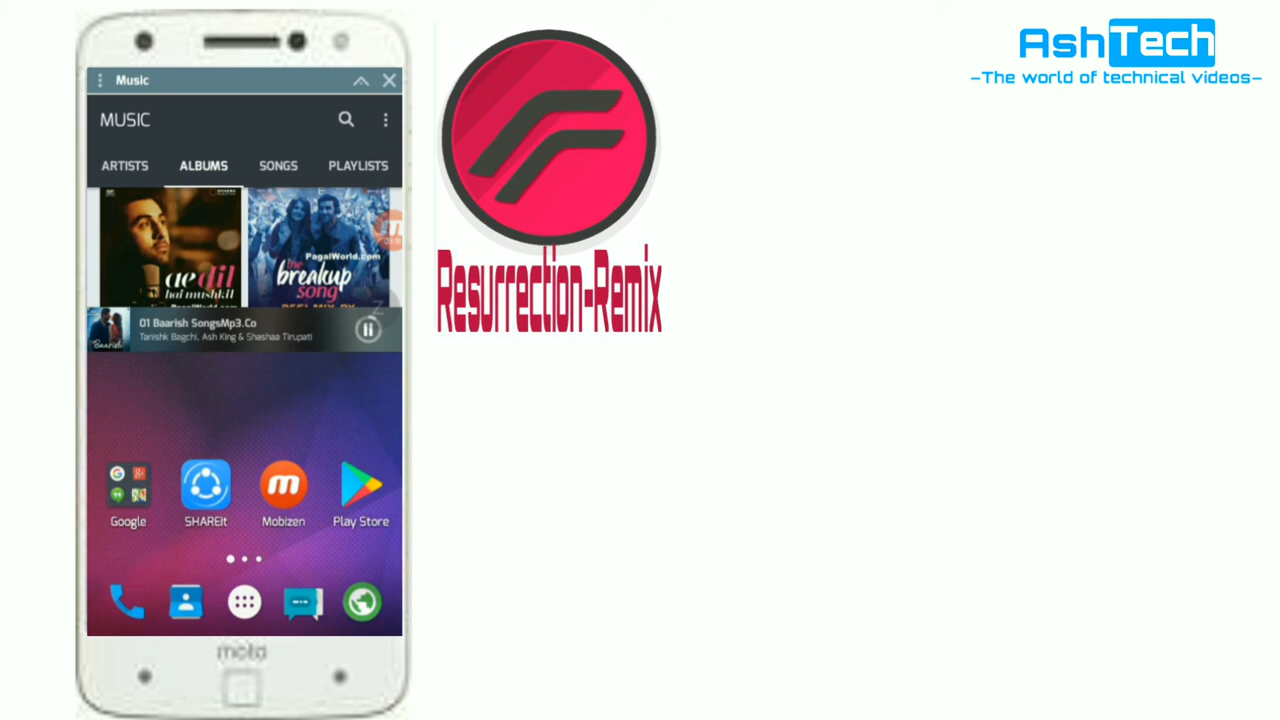 AshTech
-The world of technical videos-
Music
MUSIC
ARTISTS ALBUMS SONGS PLAYLISTS
ae dil
hai mushkil
PagalWorld.com
the
breakup
song
01 Baarish SongsMp3.Co
Tanishk Bagchi, Ash King & Shashaa Tirupati
Baarish
Resurrection-Remix
Google SHAREit Mobizen Play Store
moto